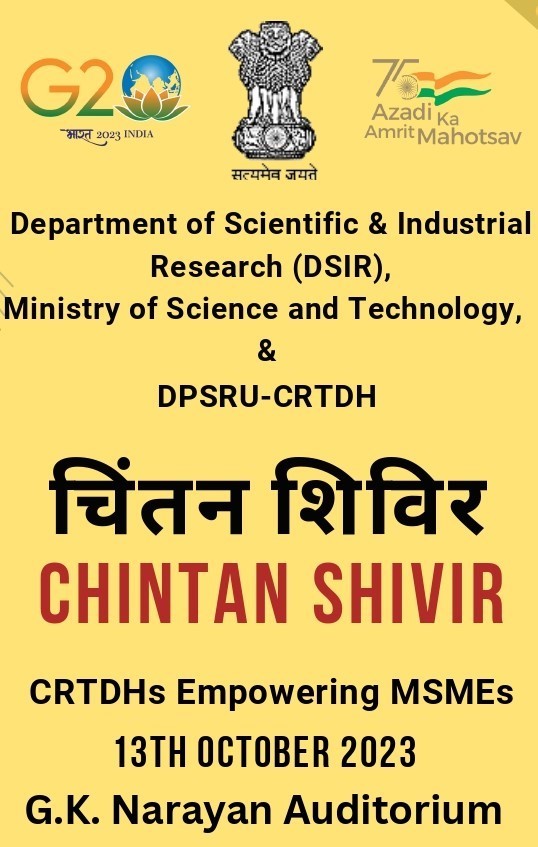 G20
भारत 2023 INDIA
सत्यमेव जयते
75
Azadi Ka
Amrit Mahotsav
Department of Scientific & Industrial
Research (DSIR),
Ministry of Science and Technology,
&
DPSRU-CRTDH
चिंतन शिविर
CHINTAN SHIVIR
CRTDHs Empowering MSMEs
13TH OCTOBER 2023
G.K. Narayan Auditorium